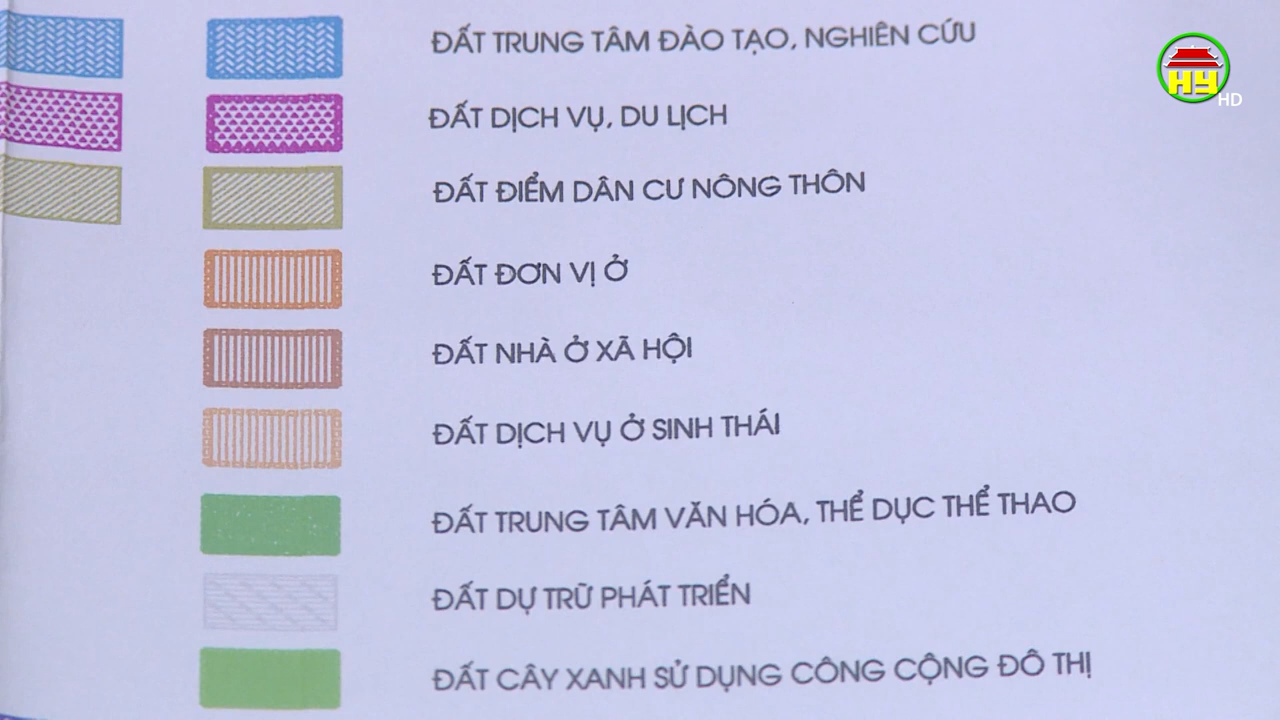 ĐẤT TRUNG TÂM ĐÀO TẠO, NGHIÊN CỨU
HY
HD
ĐẤT DỊCH VỤ, DU LỊCH
ĐẤT ĐIỂM DÂN CƯ NÔNG THÔN
ĐẤT ĐƠN VỊ Ở
ĐẤT NHÀ Ở XÃ HỘI
ĐẤT DỊCH VỤ Ở SINH THÁI
ĐẤT TRUNG TÂM VĂN HÓA, THỂ DỤC THỂ THAO
ĐẤT DỰ TRỮ PHÁT TRIỂN
ĐẤT CÂY XANH SỬ DỤNG CÔNG CỘNG ĐÔ THỊ